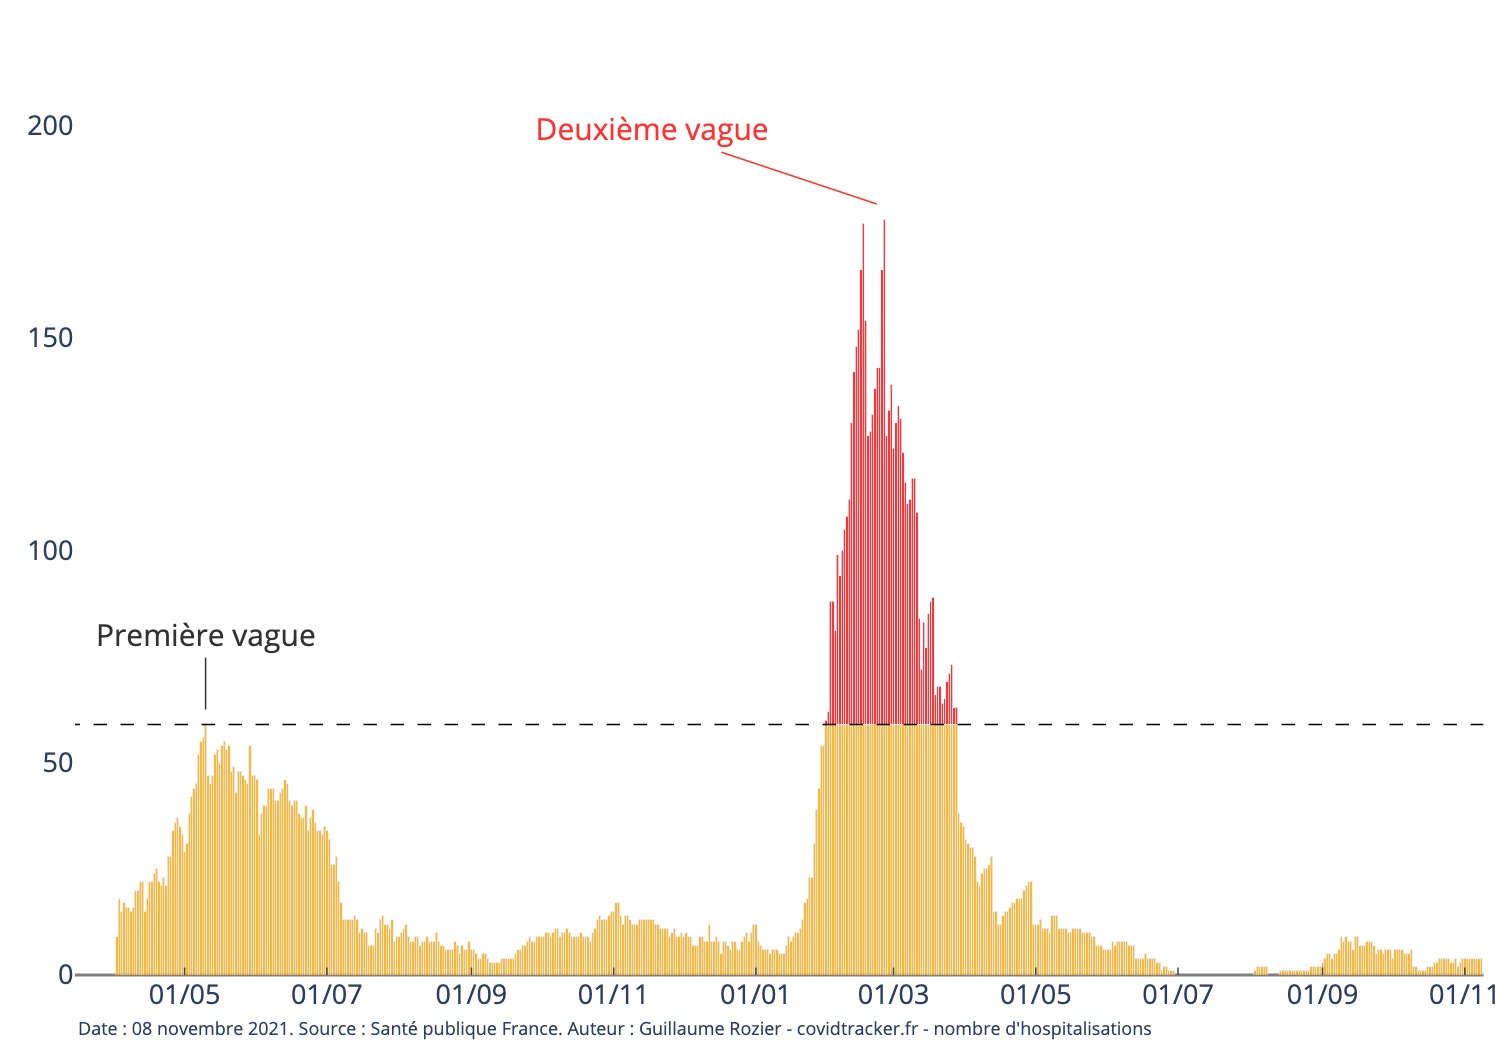 200
Deuxième vague
150
100
Première vague
50
0
01/05 01/07 01/09 01/11 01/01 01/03 01/05 01/07 01/09 01/11
Date : 08 novembre 2021. Source : Santé publique France. Auteur : Guillaume Rozier - covidtracker.fr - nombre d'hospitalisations